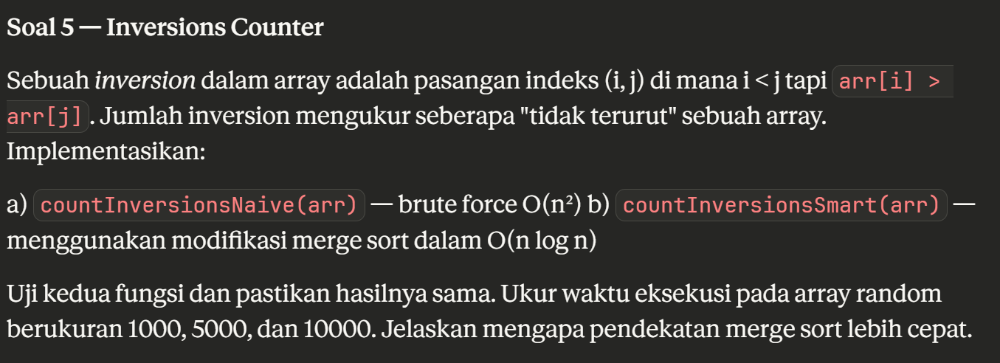 Soal 5 — Inversions Counter
Sebuah inversion dalam array adalah pasangan indeks (i, j) di mana i < j tapi arr[i] >
arr[j]. Jumlah inversion mengukur seberapa "tidak terurut" sebuah array.
Implementasikan:
a) countInversionsNaive(arr) — brute force O(n²) b) countInversionsSmart(arr) —
menggunakan modifikasi merge sort dalam O(n log n)
Uji kedua fungsi dan pastikan hasilnya sama. Ukur waktu eksekusi pada array random
berukuran 1000, 5000, dan 10000. Jelaskan mengapa pendekatan merge sort lebih cepat.